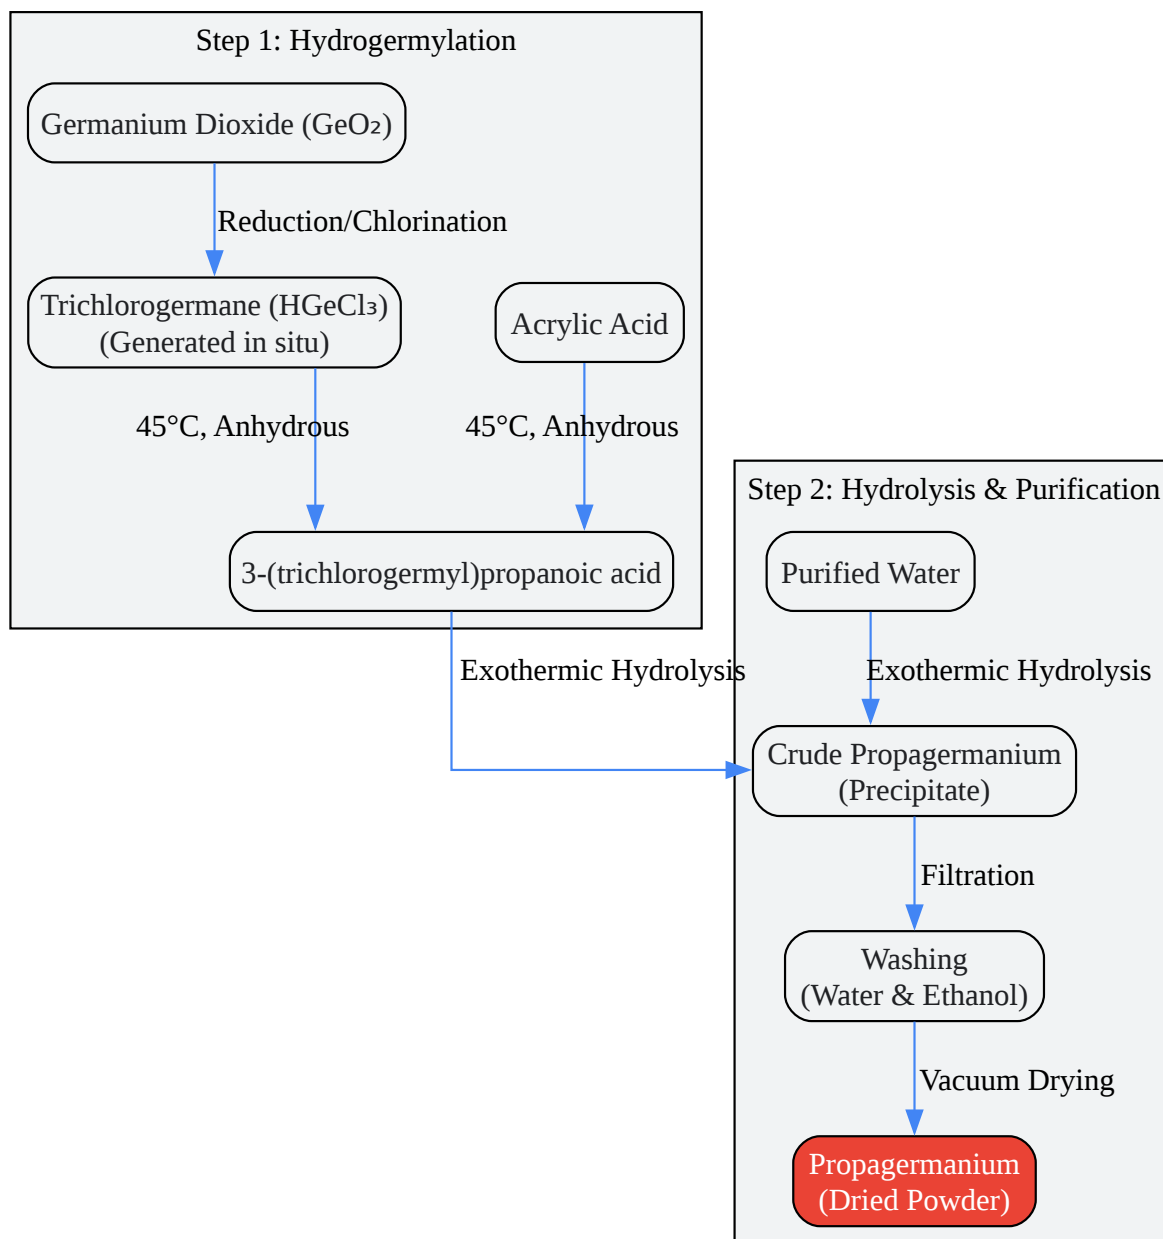 Step 1: Hydrogermylation
Germanium Dioxide (GeO₂)
Reduction/Chlorination
Trichlorogermane (HGeCl₃)
(Generated in situ)
Acrylic Acid
45°C, Anhydrous
45°C, Anhydrous
3-(trichlorogermyl)propanoic acid
Step 2: Hydrolysis & Purification
Purified Water
Exothermic Hydrolysis
Exothermic Hydrolysis
Crude Propagermanium
(Precipitate)
Filtration
Washing
(Water & Ethanol)
Vacuum Drying
Propagermanium
(Dried Powder)